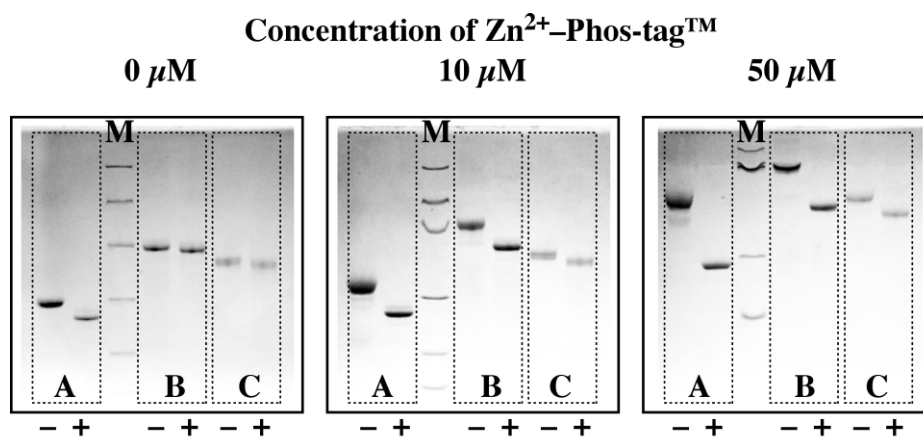 Concentration of Zn2+–Phos-tag™
0 µM 10 µM 50 µM
M M M
A B C A B C A B C
– + – + – + – + – + – + – + – + – +